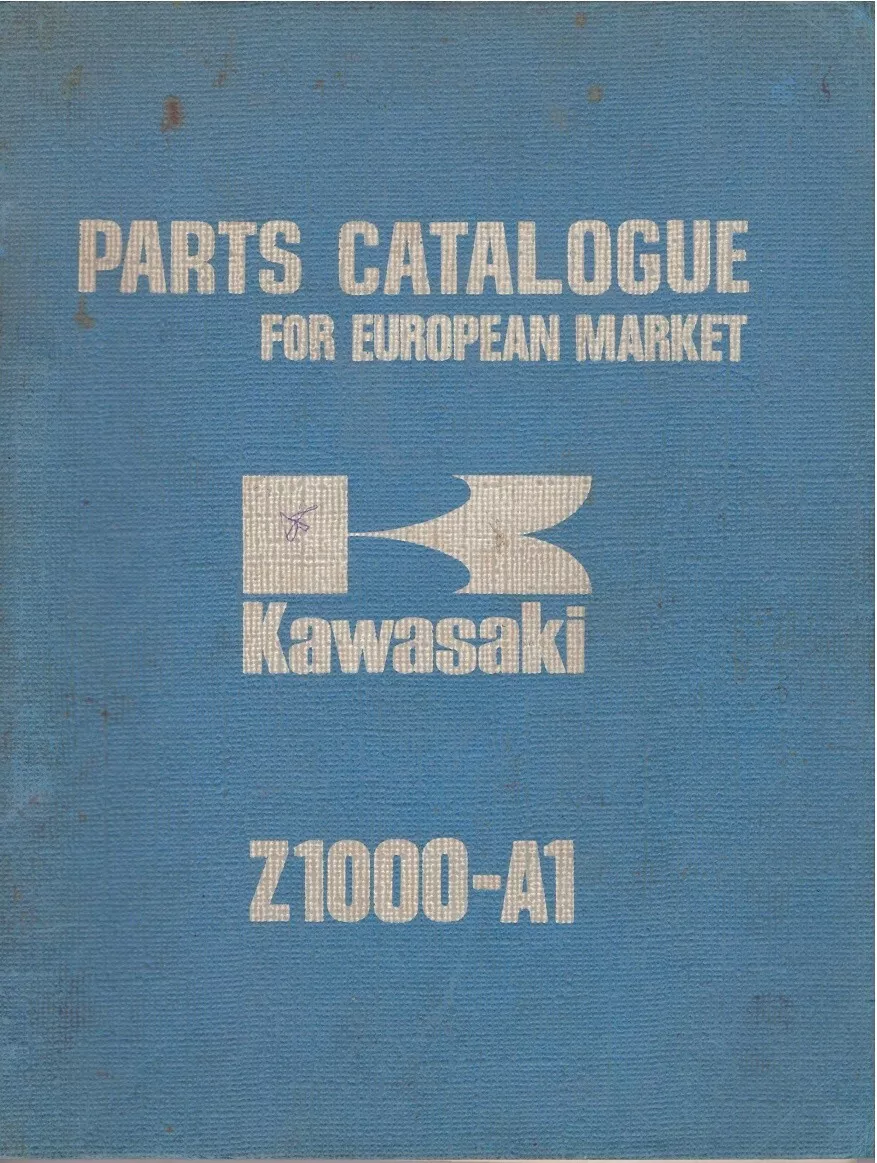 PARTS CATALOGUE
FOR EUROPEAN MARKET
Kawasaki
Z1000-A1